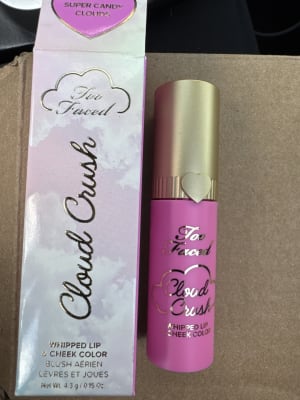 SUPER CANDY
CLOUDS
Too
Faced
Cloud Crush
WHIPPED LIP
& CHEEK COLOR
BLUSH AÉRIEN
LÈVRES ET JOUES
Net Wt. 4.3 g / 0.15 Oz.
Too
Faced
Cloud
Crush
WHIPPED LIP
CHEEK COLOR